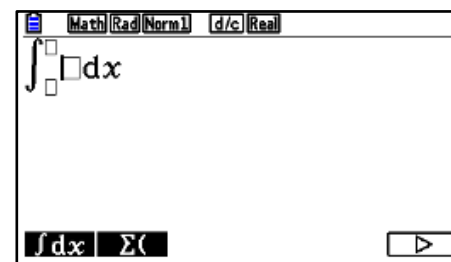 Math Rad Norm1 d/c Real
∫□□ □dx
∫dx Σ( ▷